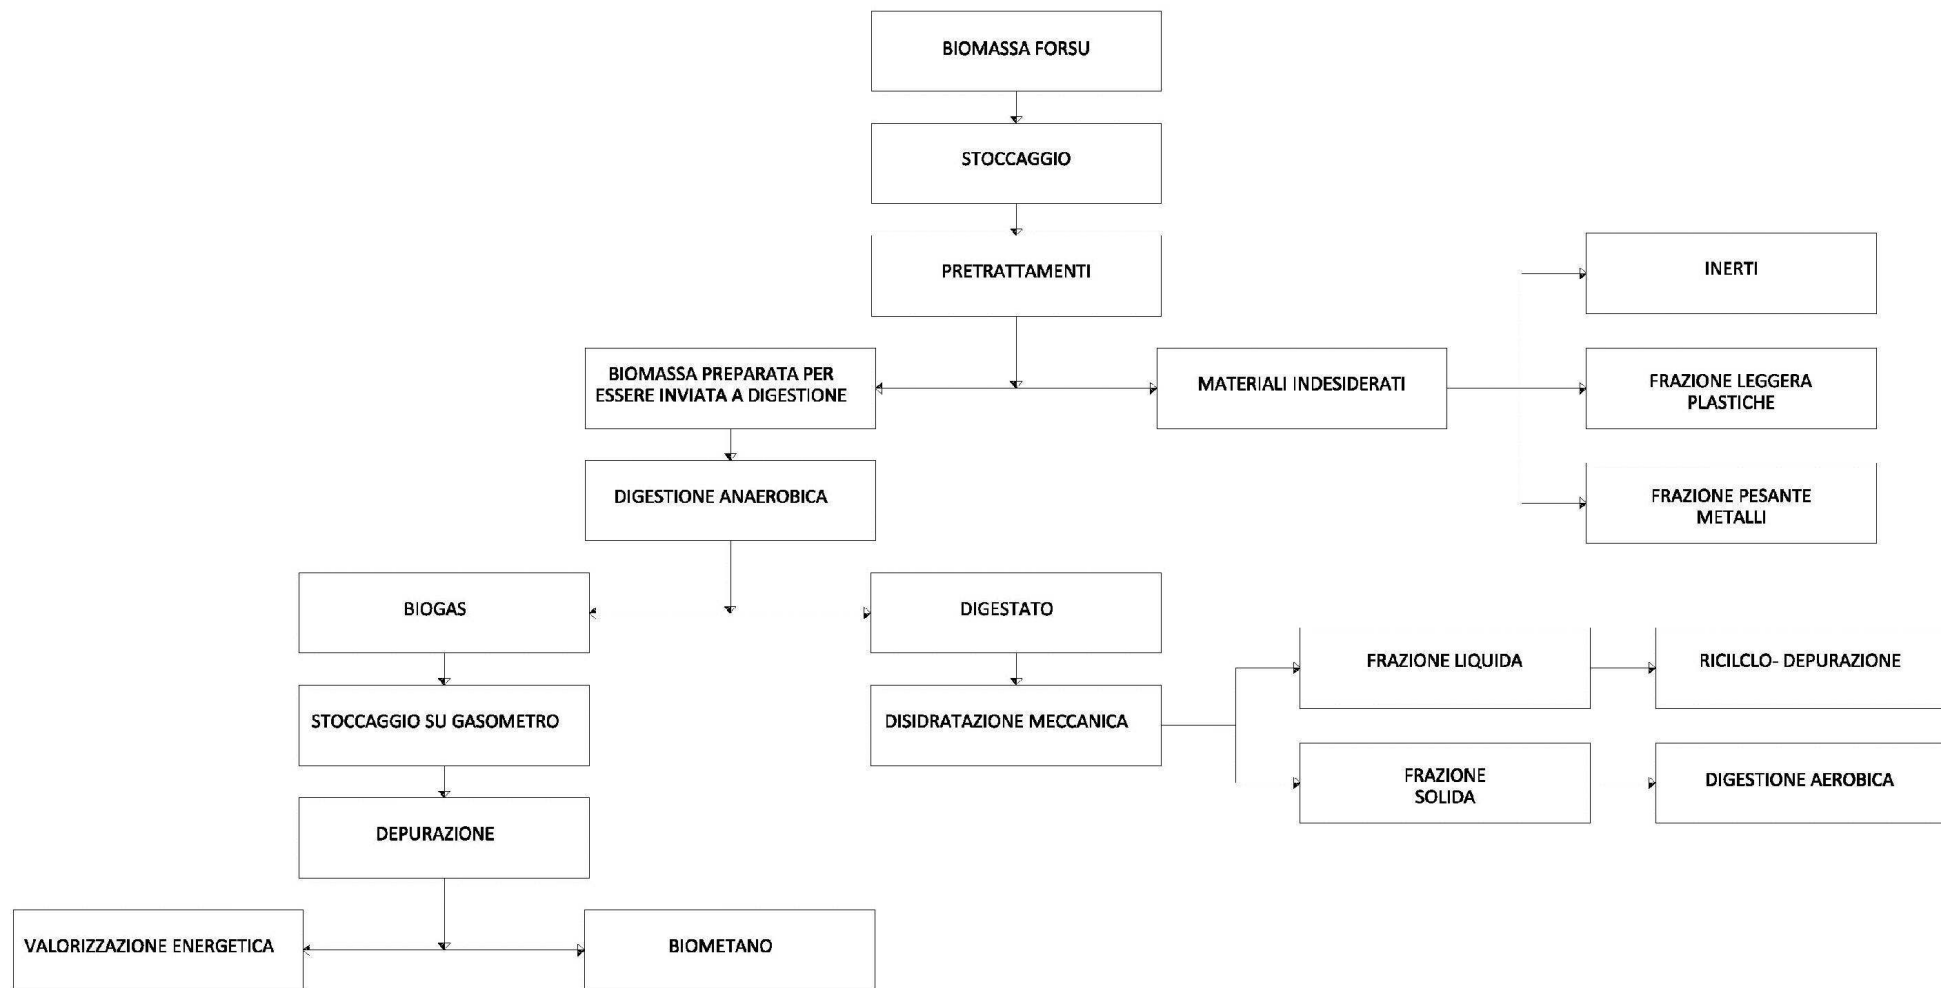 BIOMASSA FORSU
STOCCAGGIO
PRETRATTAMENTI
INERTI
BIOMASSA PREPARATA PER
ESSERE INVIATA A DIGESTIONE
MATERIALI INDESIDERATI
FRAZIONE LEGGERA
PLASTICHE
DIGESTIONE ANAEROBICA
FRAZIONE PESANTE
METALLI
BIOGAS
DIGESTATO
FRAZIONE LIQUIDA
RICILCLO- DEPURAZIONE
STOCCAGGIO SU GASOMETRO
DISIDRATAZIONE MECCANICA
FRAZIONE
SOLIDA
DIGESTIONE AEROBICA
DEPURAZIONE
VALORIZZAZIONE ENERGETICA
BIOMETANO